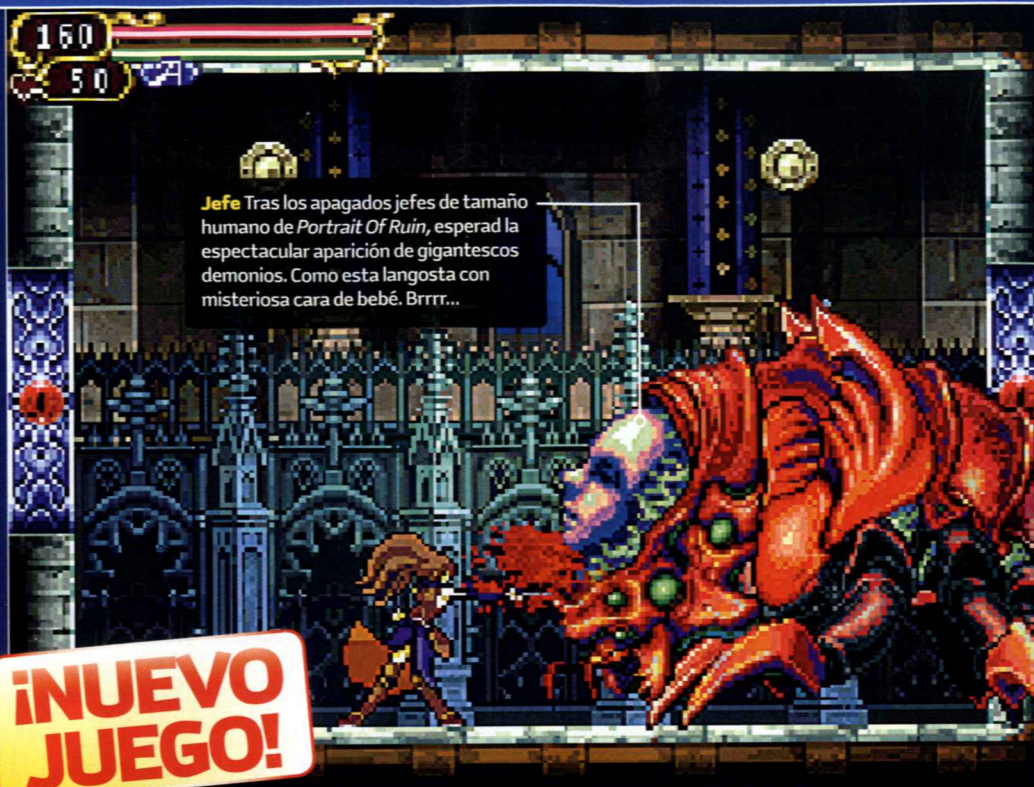 160
50
A
Jefe Tras los apagados jefes de tamaño
humano de Portrait Of Ruin, esperad la
espectacular aparición de gigantescos
demonios. Como esta langosta con
misteriosa cara de bebé. Brrrr...
¡NUEVO
JUEGO!